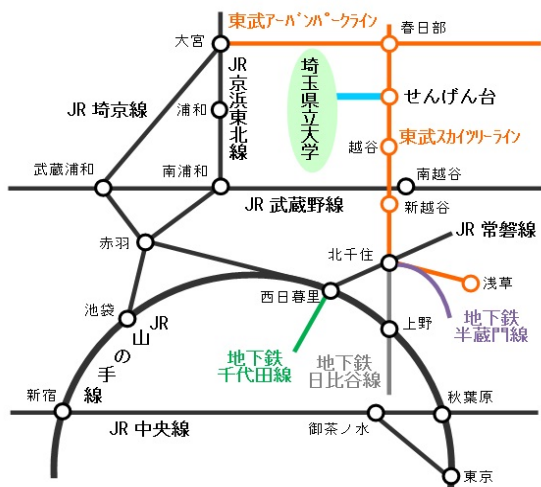 東武アーバンパークライン
大宮
春日部
JR 京浜東北線
埼玉県立大学
せんげん台
JR 埼京線
浦和
東武スカイツリーライン
越谷
武蔵浦和
南浦和
南越谷
JR 武蔵野線
新越谷
赤羽
北千住
JR 常磐線
西日暮里
浅草
池袋
JR 山の手線
上野
地下鉄
半蔵門線
地下鉄
千代田線
地下鉄
日比谷線
新宿
秋葉原
JR 中央線
御茶ノ水
東京